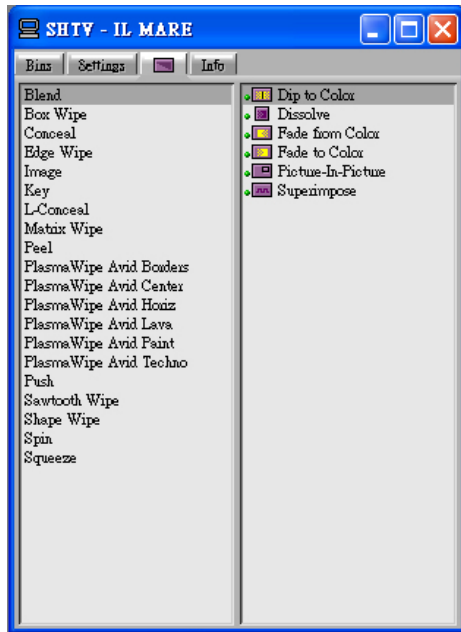 SHTV - IL MARE
Bins Settings Info
Blend
Box Wipe
Conceal
Edge Wipe
Image
Key
L-Conceal
Matrix Wipe
Peel
PlasmaWipe Avid Borders
PlasmaWipe Avid Center
PlasmaWipe Avid Horiz
PlasmaWipe Avid Lava
PlasmaWipe Avid Paint
PlasmaWipe Avid Techno
Push
Sawtooth Wipe
Shape Wipe
Spin
Squeeze
Dip to Color
Dissolve
Fade from Color
Fade to Color
Picture-In-Picture
Superimpose